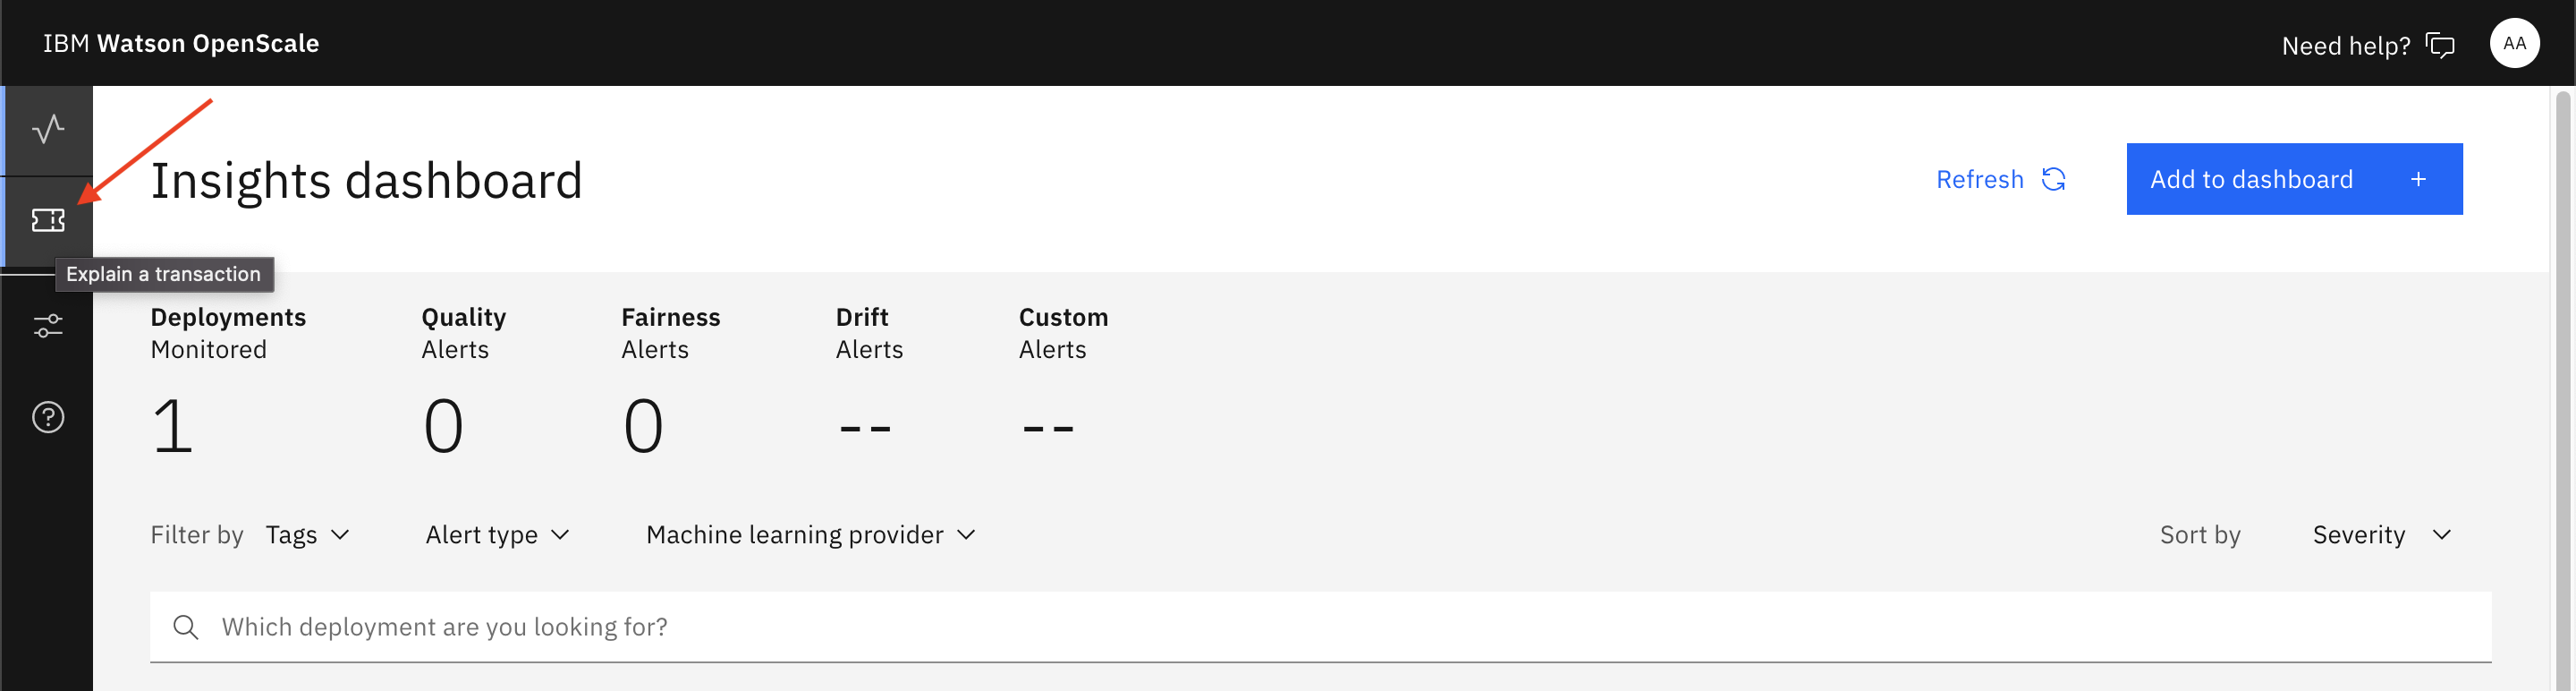 IBM Watson OpenScale
Need help?
AA
Insights dashboard
Refresh
Add to dashboard +
Explain a transaction
Deployments
Monitored
1
Quality
Alerts
0
Fairness
Alerts
0
Drift
Alerts
--
Custom
Alerts
--
Filter by Tags
Alert type
Machine learning provider
Sort by Severity
Which deployment are you looking for?